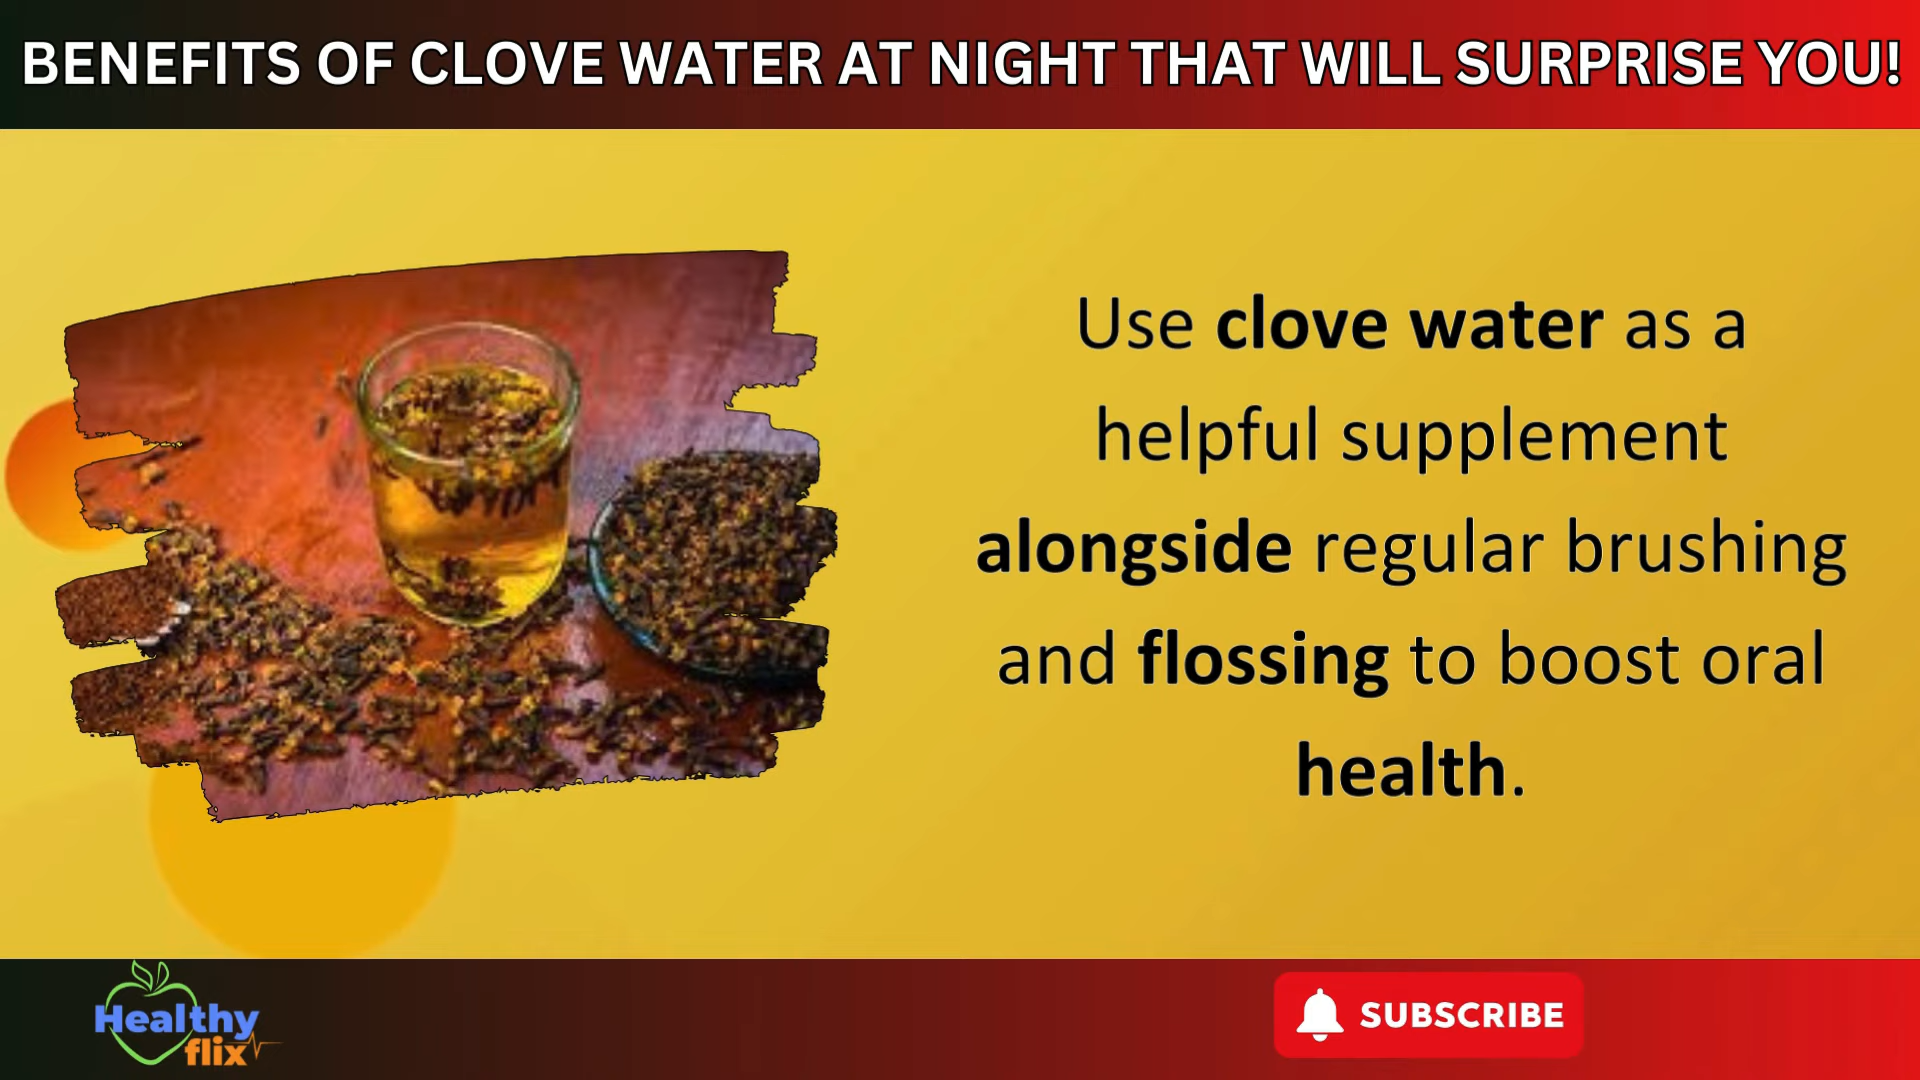 BENEFITS OF CLOVE WATER AT NIGHT THAT WILL SURPRISE YOU!
Use clove water as a
helpful supplement
alongside regular brushing
and flossing to boost oral
health.
Healthy
flix
SUBSCRIBE